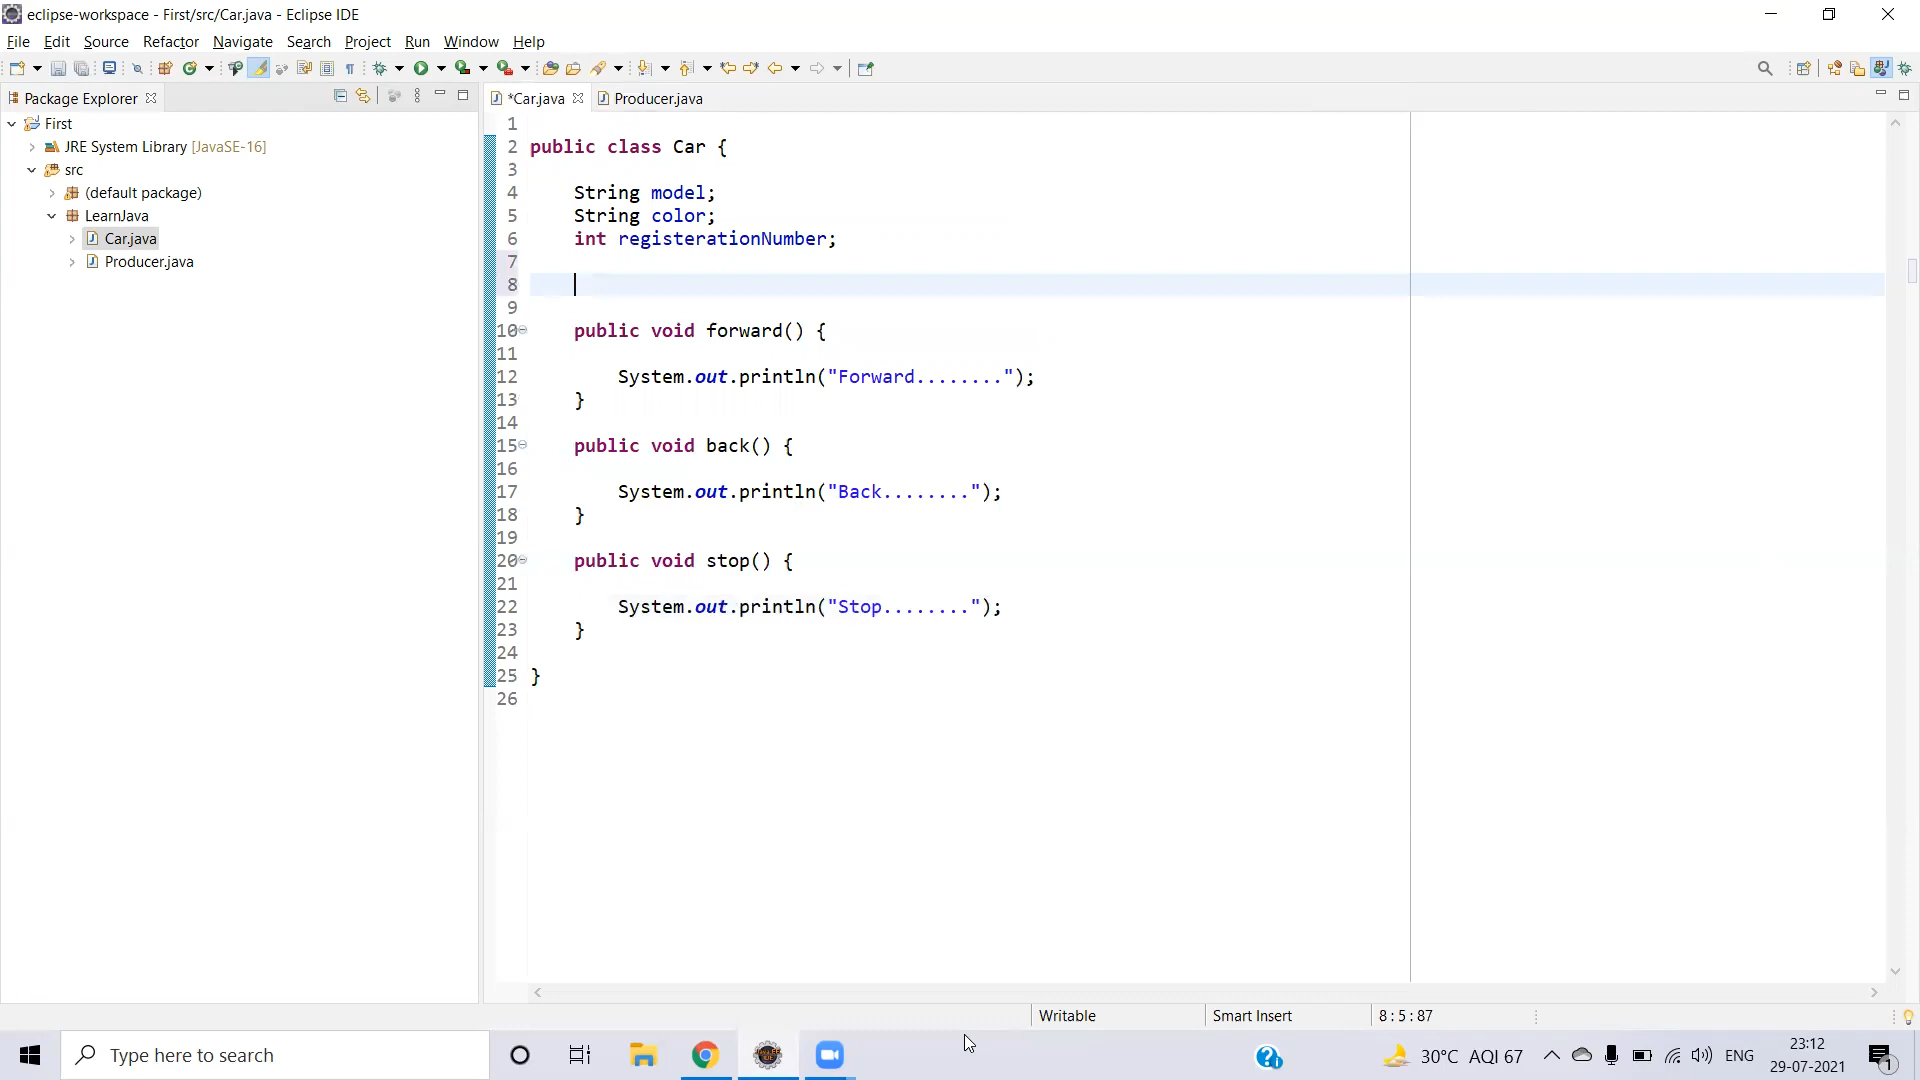 eclipse-workspace - First/src/Car.java - Eclipse IDE
File Edit Source Refactor Navigate Search Project Run Window Help
Package Explorer
*Car.java Producer.java
First
JRE System Library [JavaSE-16]
src
(default package)
LearnJava
Car.java
Producer.java
1
2 public class Car {
3
4 String model;
5 String color;
6 int registerationNumber;
7
8
9
10 public void forward() {
11
12 System.out.println("Forward........");
13 }
14
15 public void back() {
16
17 System.out.println("Back........");
18 }
19
20 public void stop() {
21
22 System.out.println("Stop........");
23 }
24
25 }
26
Writable Smart Insert 8 : 5 : 87
Type here to search
30°C AQI 67 ENG 23:12
29-07-2021
1